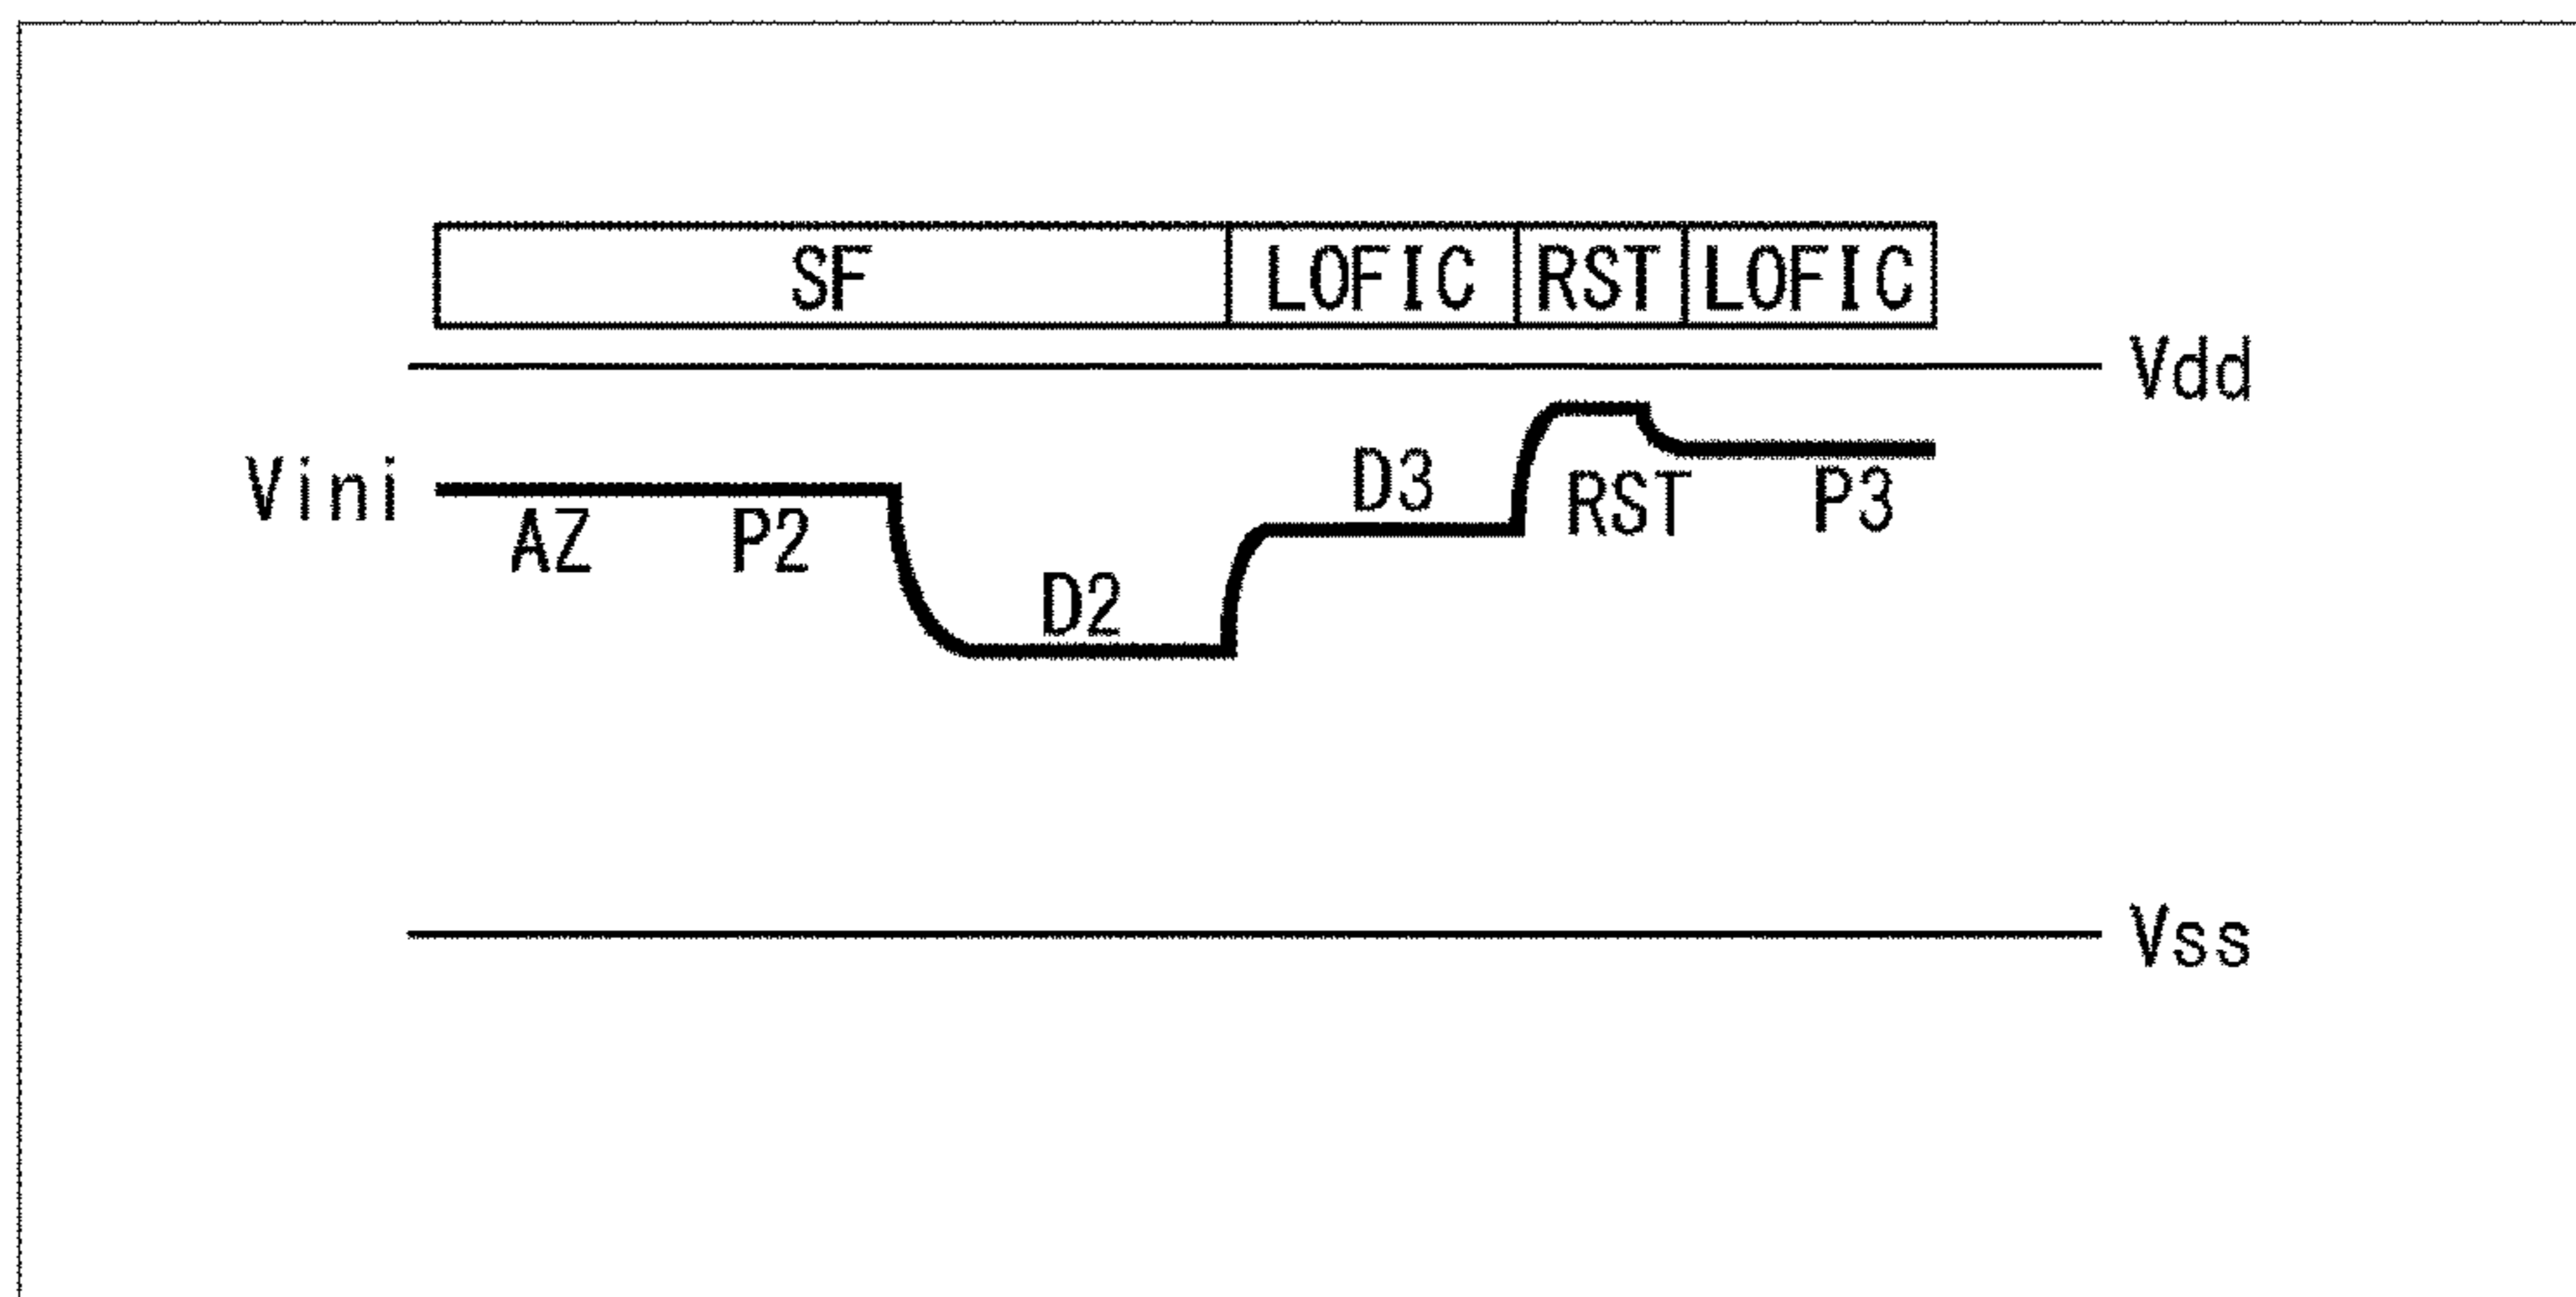 SF LOFIC RST LOFIC
Vdd
Vini
AZ P2 D2 D3 RST P3
Vss